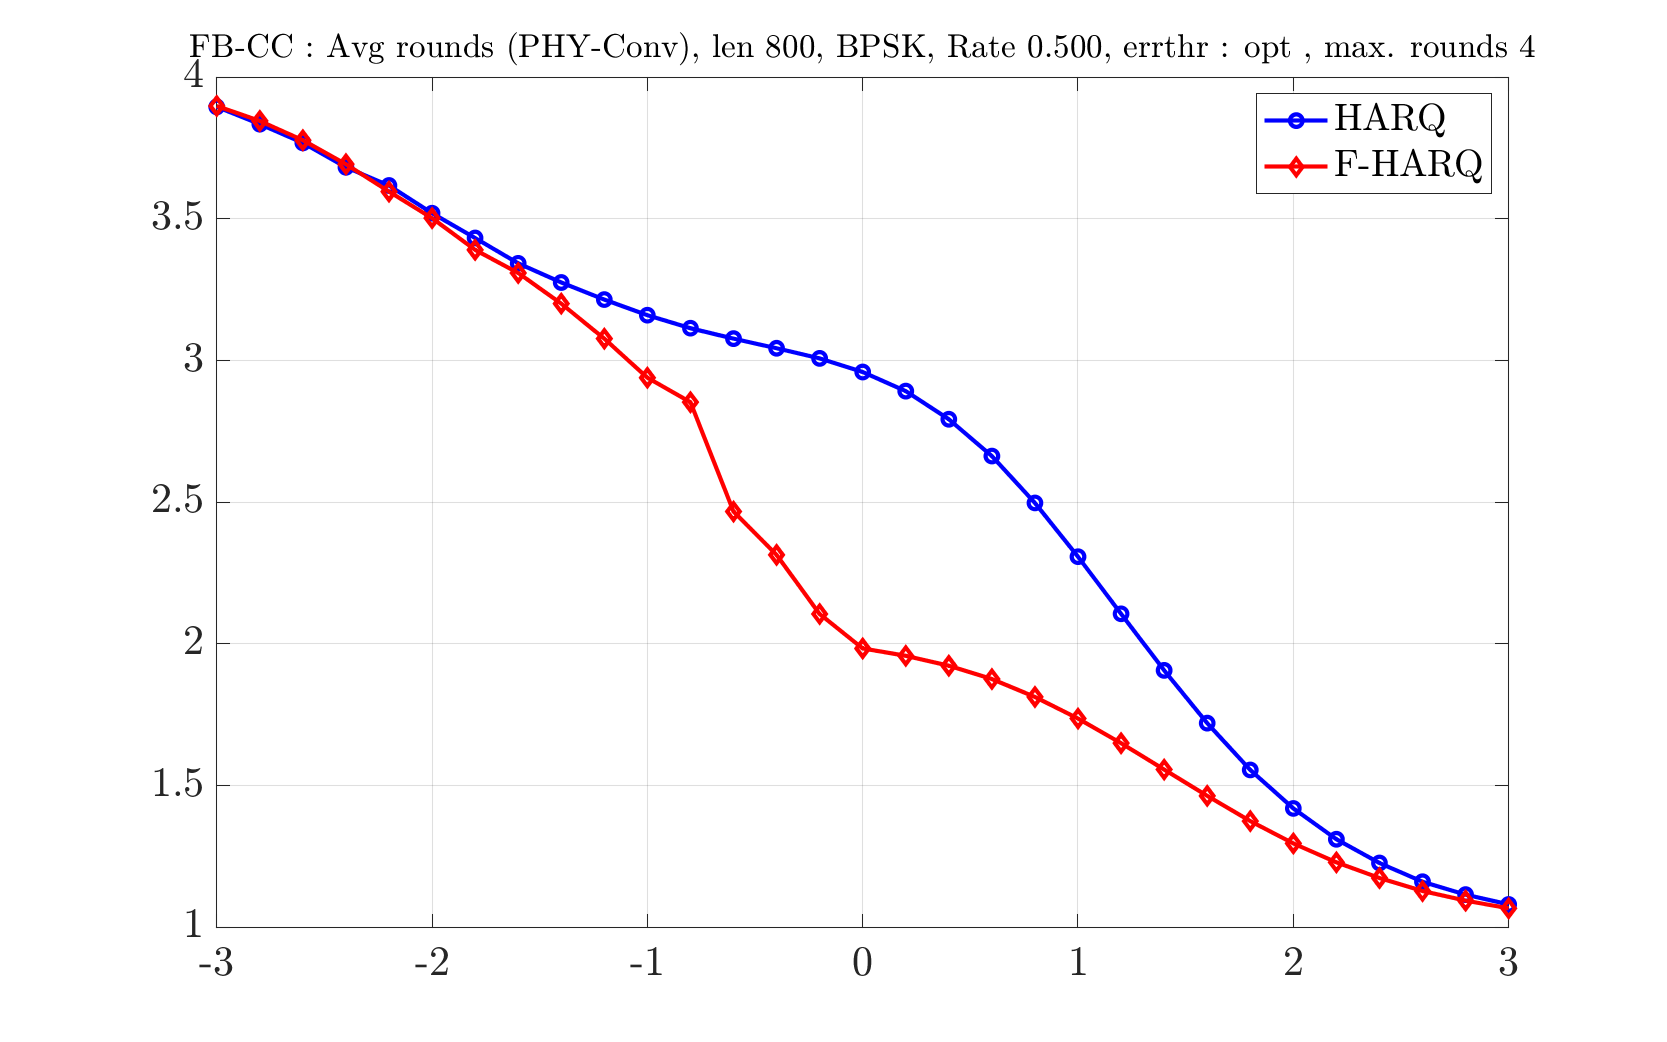 FB-CC : Avg rounds (PHY-Conv), len 800, BPSK, Rate 0.500, errthr : opt , max. rounds 4
HARQ
F-HARQ
4
3.5
3
2.5
2
1.5
1
-3 -2 -1 0 1 2 3